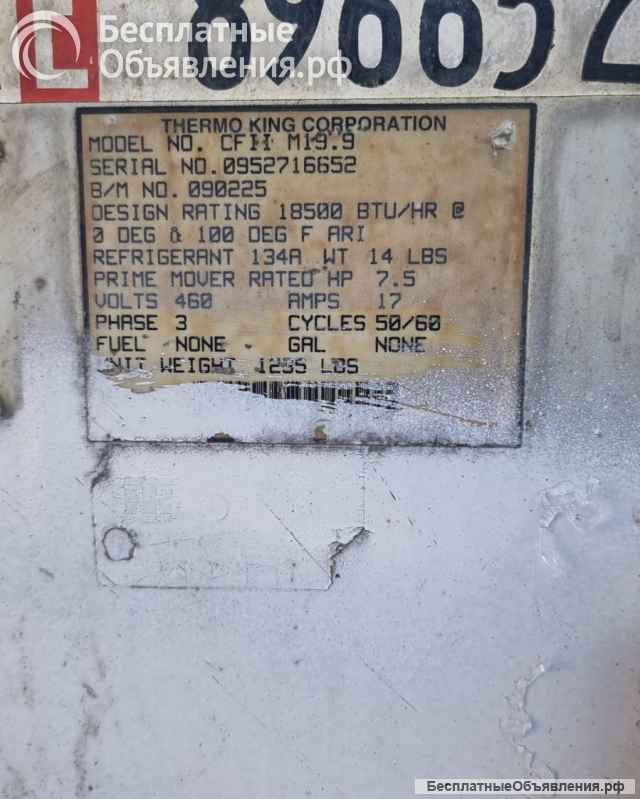 Бесплатные
Объявления.рф
L
896652
THERMO KING CORPORATION
MODEL NO. CFII M19.9
SERIAL NO.0952716652
B/M NO. 090225
DESIGN RATING 18500 BTU/HR @
0 DEG & 100 DEG F ARI
REFRIGERANT 134A WT 14 LBS
PRIME MOVER RATED HP 7.5
VOLTS 460 AMPS 17
PHASE 3 CYCLES 50/60
FUEL NONE GAL NONE
UNIT WEIGHT LBS
БесплатныеОбъявления.рф